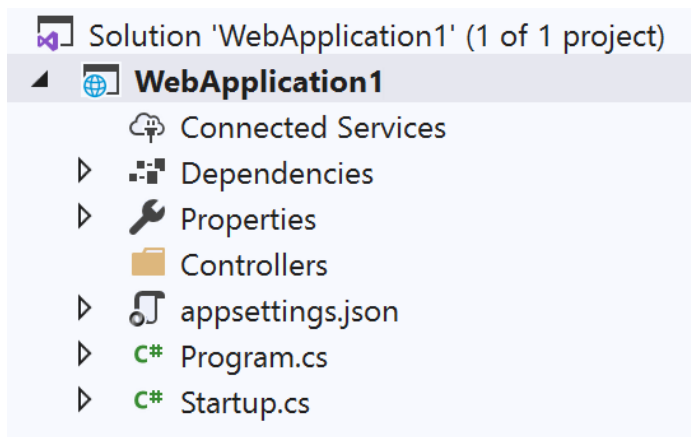 Solution 'WebApplication1' (1 of 1 project)
WebApplication1
Connected Services
Dependencies
Properties
Controllers
appsettings.json
C# Program.cs
C# Startup.cs